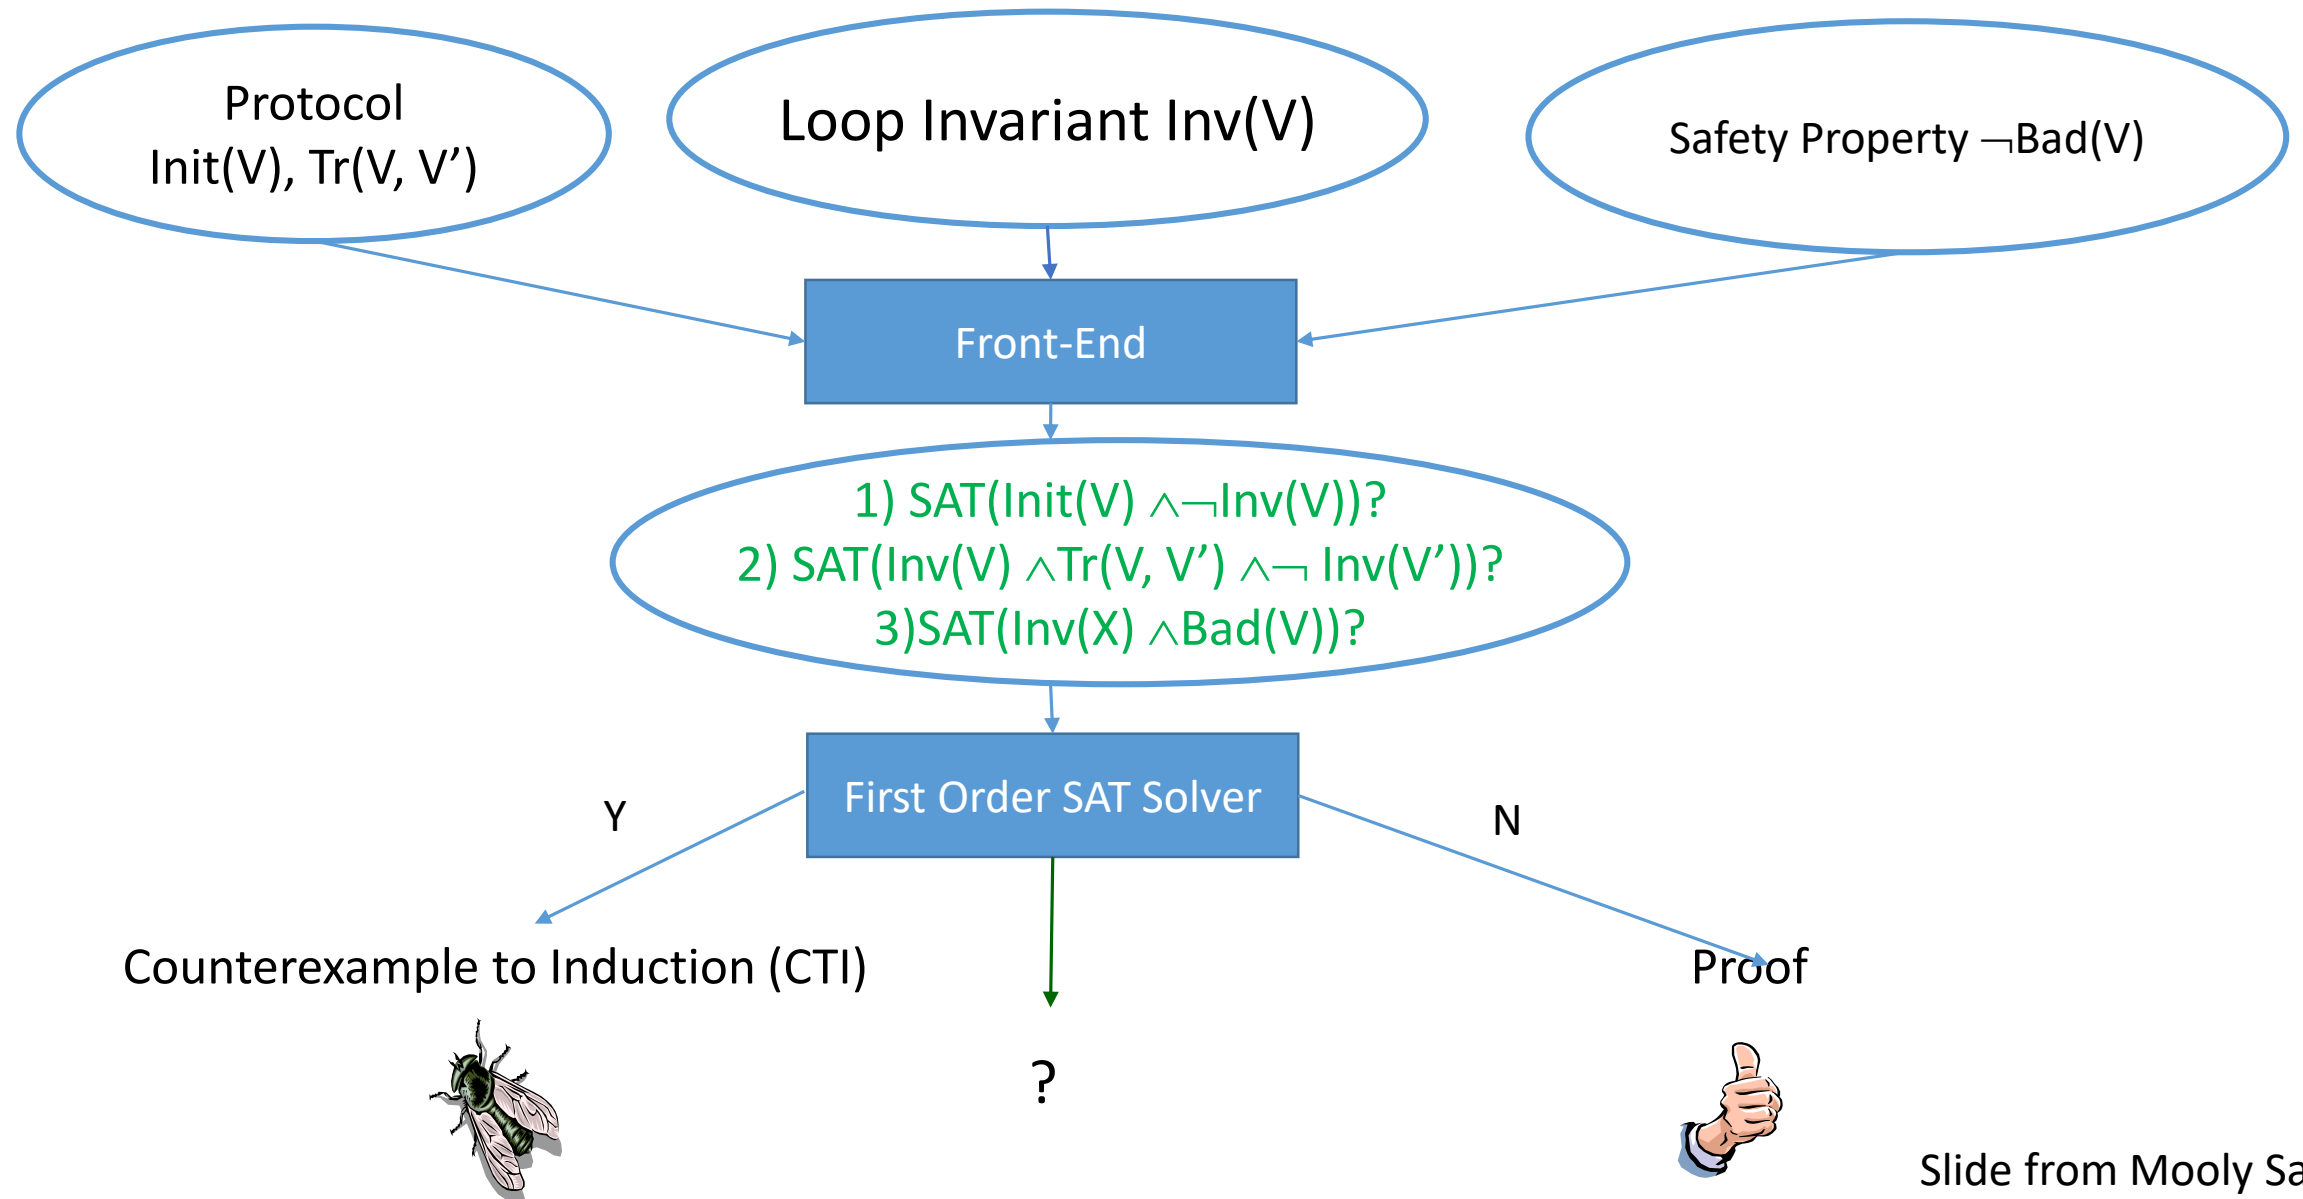 Protocol
Init(V), Tr(V, V’)
Loop Invariant Inv(V)
Safety Property ¬Bad(V)
Front-End
1) SAT(Init(V) ∧¬Inv(V))?
2) SAT(Inv(V) ∧Tr(V, V’) ∧¬ Inv(V’))?
3)SAT(Inv(X) ∧Bad(V))?
First Order SAT Solver
Y
N
Counterexample to Induction (CTI)
Proof
?
Slide from Mooly